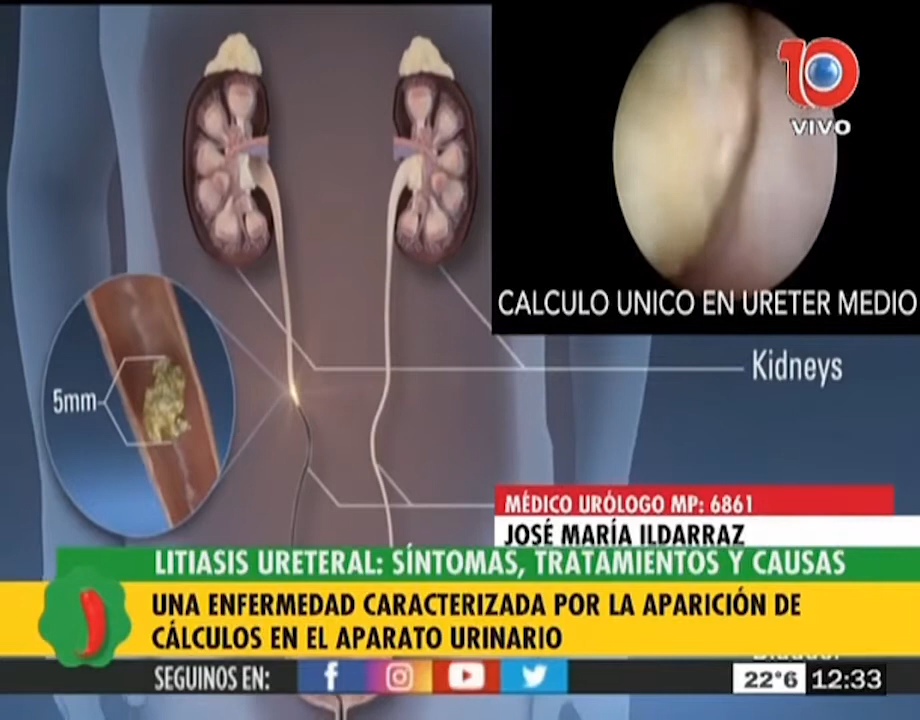 10
VIVO
CALCULO UNICO EN URETER MEDIO
Kidneys
5mm
MÉDICO URÓLOGO MP: 6861
JOSÉ MARÍA ILDARRAZ
LITIASIS URETERAL: SÍNTOMAS, TRATAMIENTOS Y CAUSAS
UNA ENFERMEDAD CARACTERIZADA POR LA APARICIÓN DE
CÁLCULOS EN EL APARATO URINARIO
SEGUINOS EN:
22°6 12:33